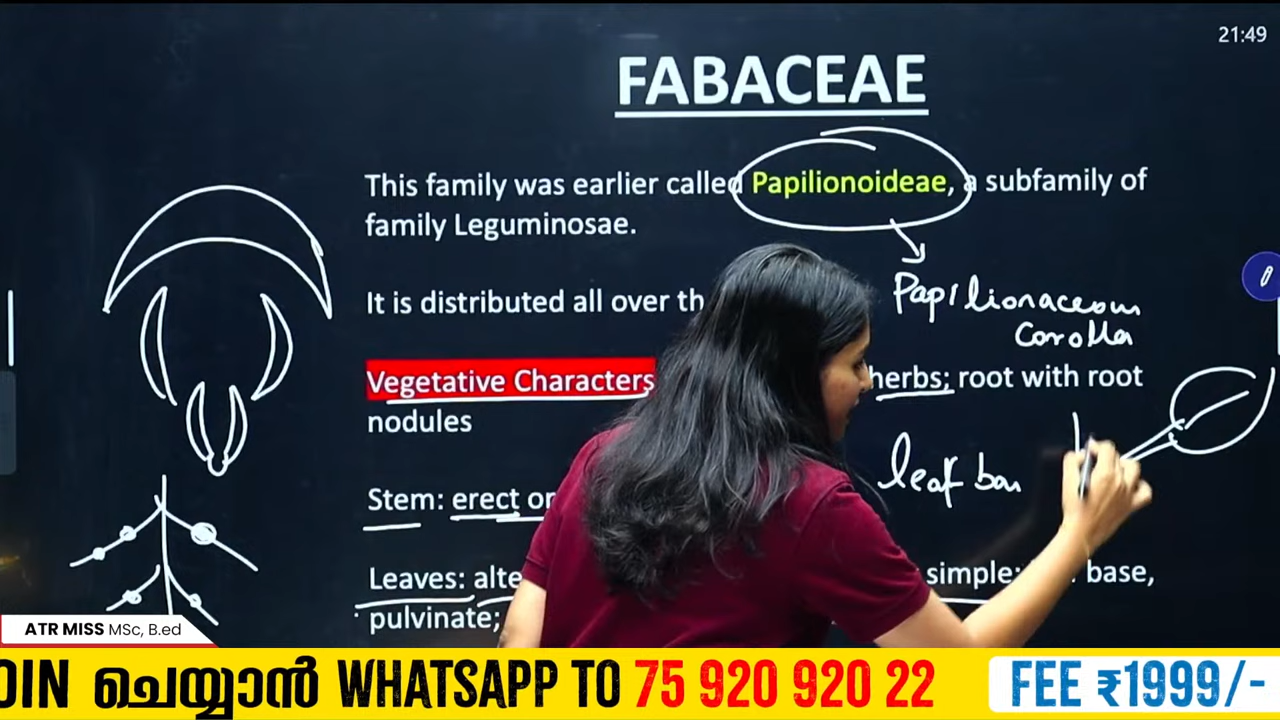 21:49
FABACEAE
This family was earlier called Papilionoideae, a subfamily of
family Leguminosae.
Papilionaceous
Corolla
It is distributed all over th
Vegetative Characters herbs; root with root
nodules
leaf bas
Stem: erect or
Leaves: alte simple; base,
pulvinate;
ATR MISS MSc, B.ed
OIN ചെയ്യാൻ WHATSAPP TO 75 920 920 22
FEE ₹1999/-